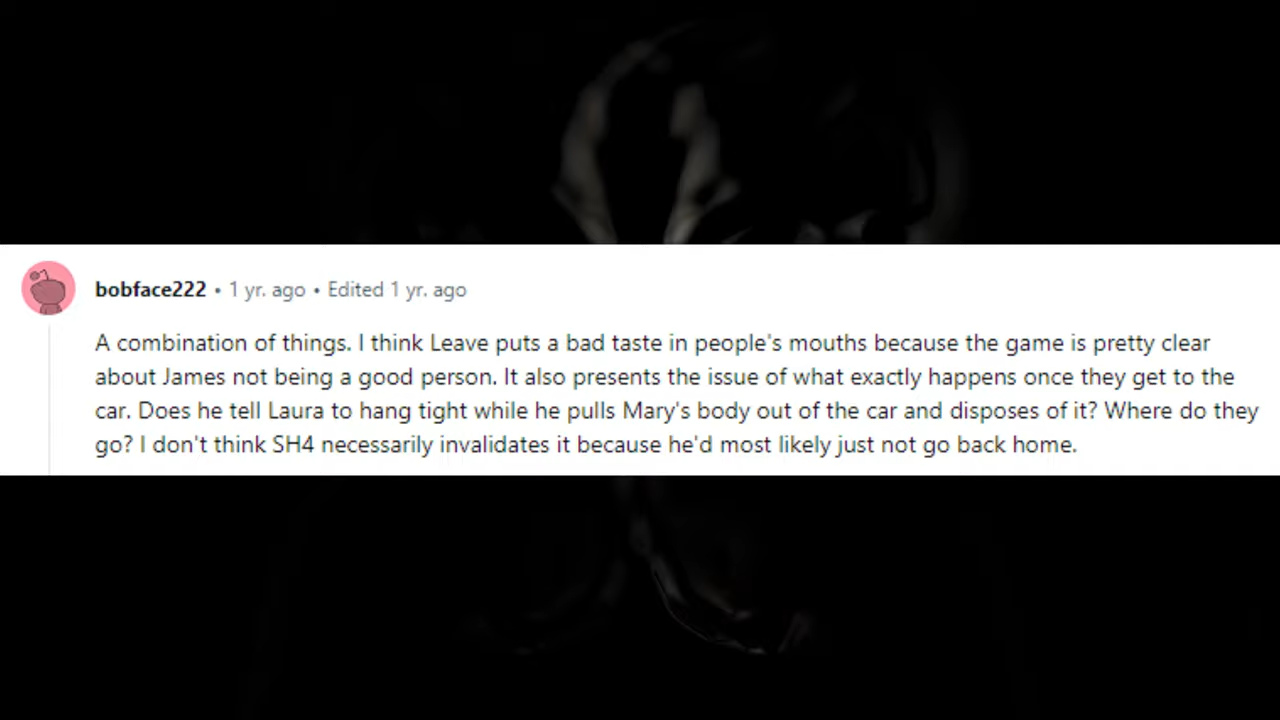 bobface222 • 1 yr. ago • Edited 1 yr. ago
A combination of things. I think Leave puts a bad taste in people's mouths because the game is pretty clear
about James not being a good person. It also presents the issue of what exactly happens once they get to the
car. Does he tell Laura to hang tight while he pulls Mary's body out of the car and disposes of it? Where do they
go? I don't think SH4 necessarily invalidates it because he'd most likely just not go back home.